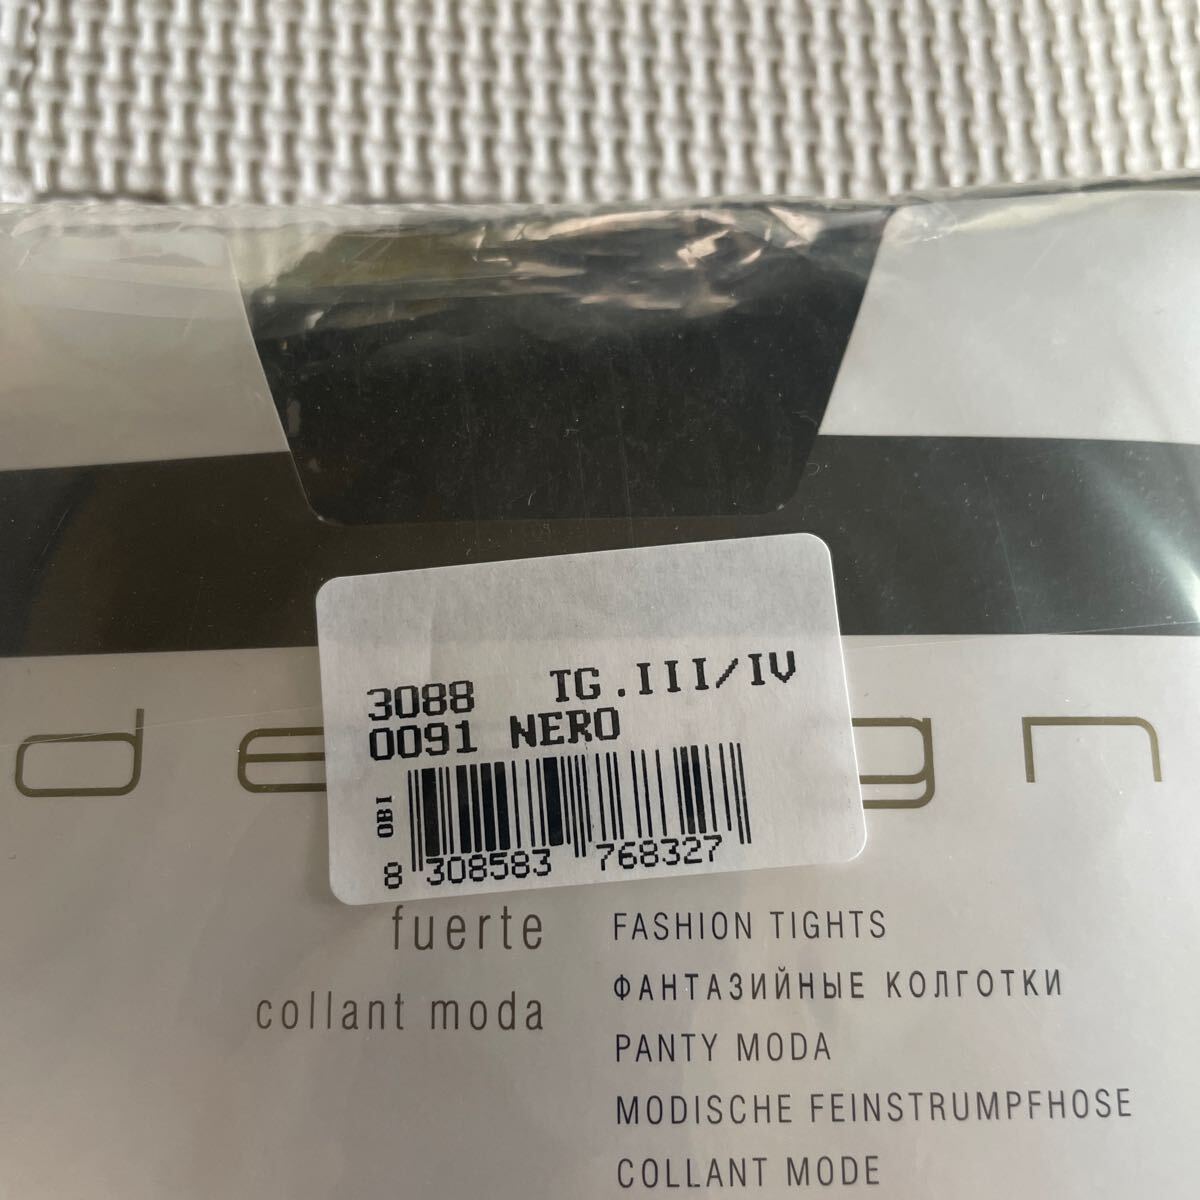 3088 TG.III/IV
0091 NERO
OBI
8 308583 768327
fuerte
collant moda
FASHION TIGHTS
ФАНТАЗИЙНЫЕ КОЛГОТКИ
PANTY MODA
MODISCHE FEINSTRUMPFHOSE
COLLANT MODE